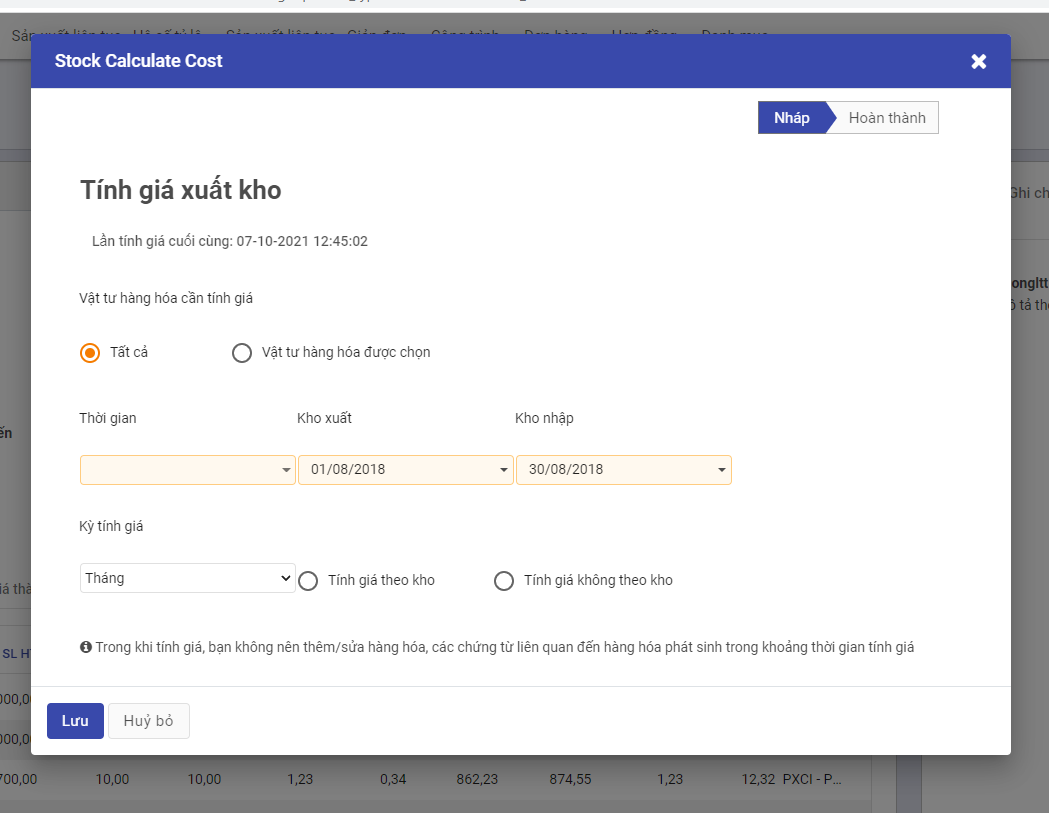 Stock Calculate Cost
Nháp Hoàn thành
Tính giá xuất kho
Lần tính giá cuối cùng: 07-10-2021 12:45:02
Vật tư hàng hóa cần tính giá
Tất cả Vật tư hàng hóa được chọn
Thời gian Kho xuất Kho nhập
01/08/2018 30/08/2018
Kỳ tính giá
Tháng Tính giá theo kho Tính giá không theo kho
Trong khi tính giá, bạn không nên thêm/sửa hàng hóa, các chứng từ liên quan đến hàng hóa phát sinh trong khoảng thời gian tính giá
Lưu Huỷ bỏ
10,00 10,00 1,23 0,34 862,23 874,55 1,23 12,32 PXCI - P...